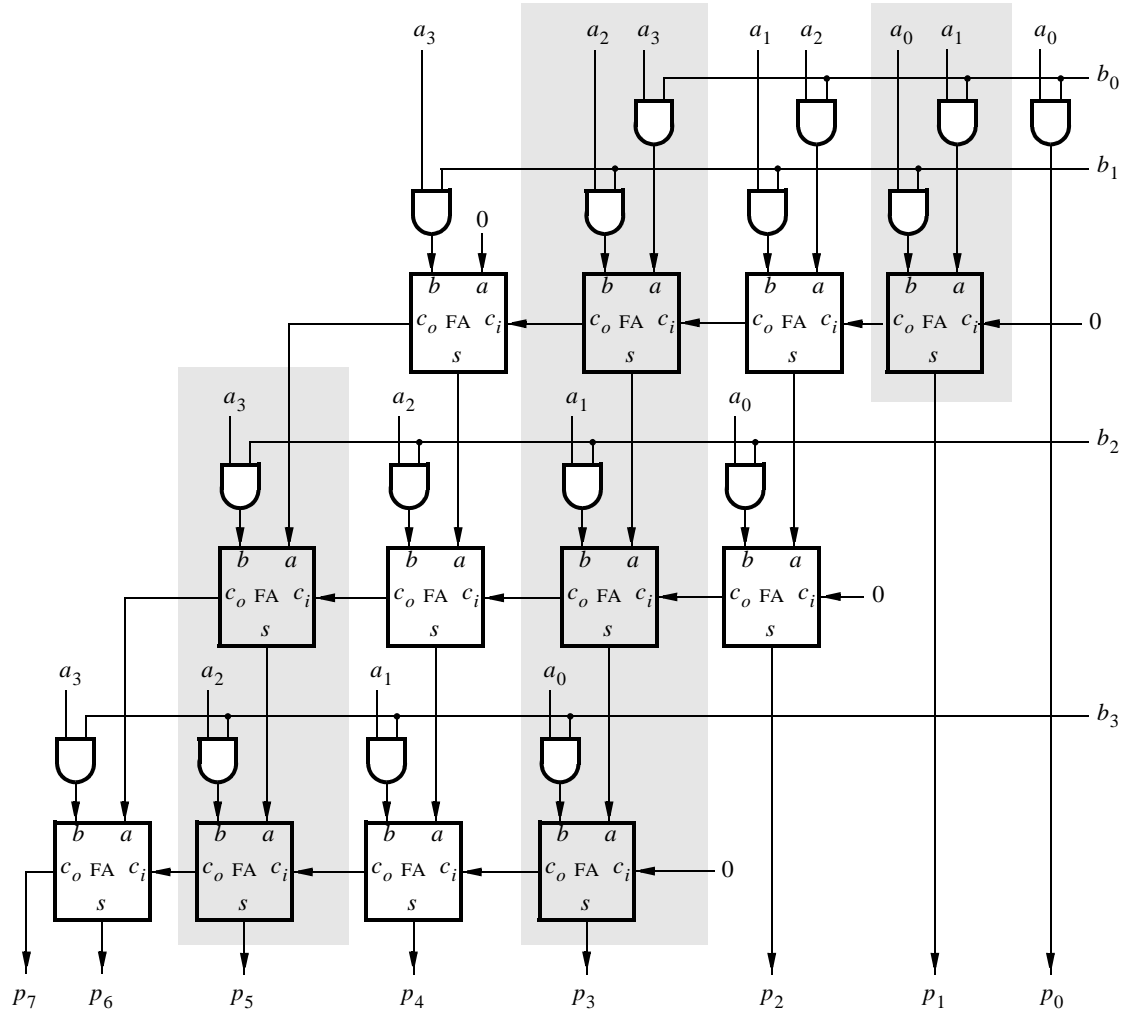 a3 a2 a3 a1 a2 a0 a1 a0
b0
b1
0
b a b a b a b a
co FA ci co FA ci co FA ci co FA ci 0
s s s s
a3 a2 a1 a0
b2
b a b a b a b a
co FA ci co FA ci co FA ci co FA ci 0
s s s s
a3 a2 a1 a0
b3
b a b a b a b a
co FA ci co FA ci co FA ci co FA ci 0
s s s s
p7 p6 p5 p4 p3 p2 p1 p0